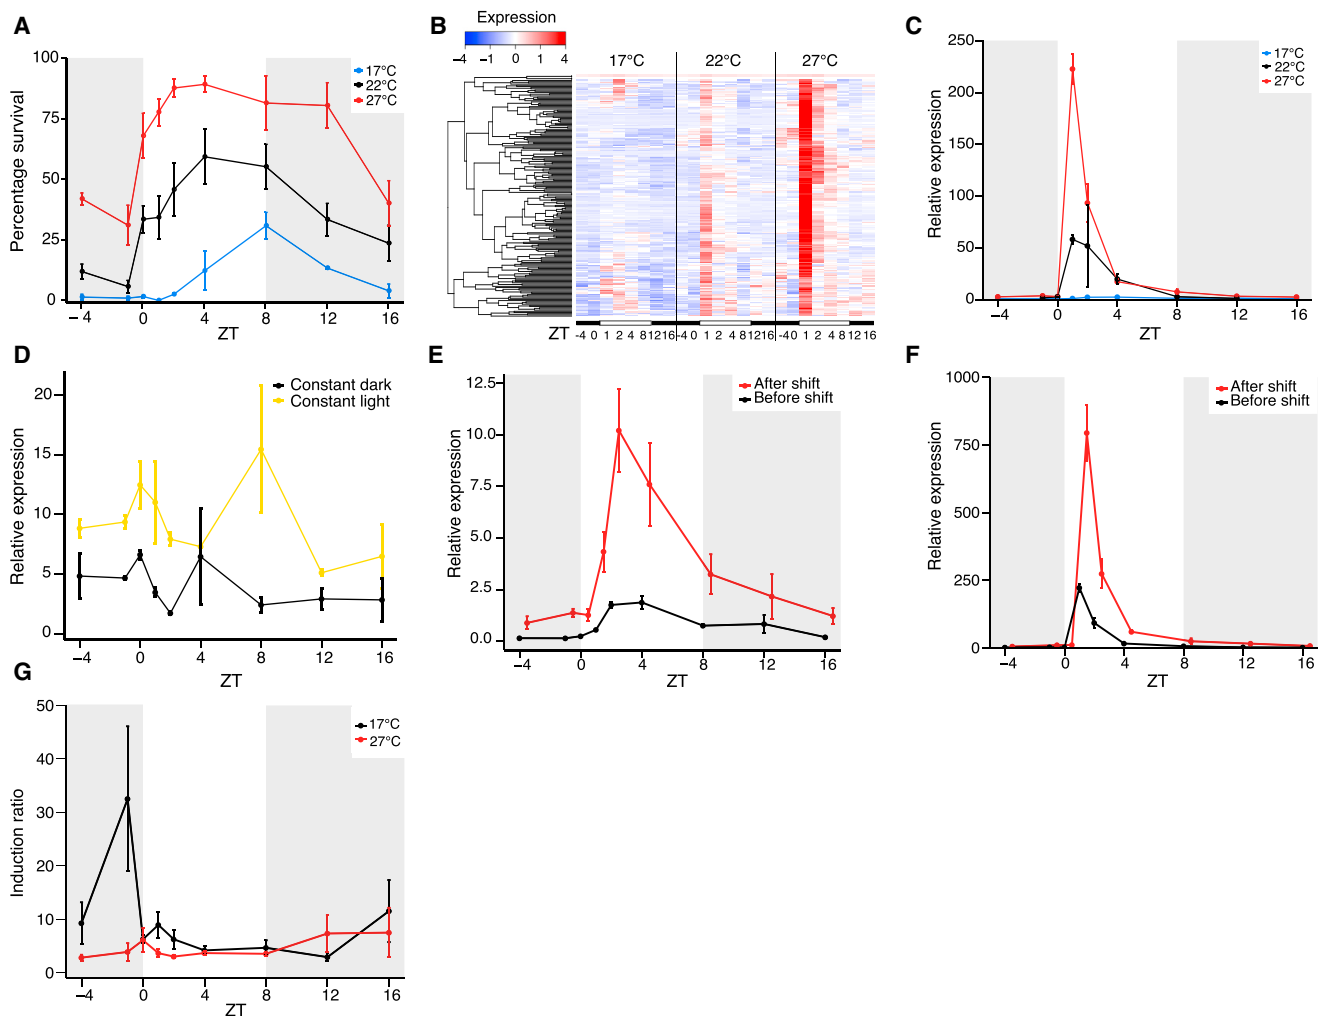 A
Percentage survival
100
75
50
25
0
−4 0 4 8 12 16
ZT
17°C
22°C
27°C
B
Expression
−4 −1 0 1 4
17°C 22°C 27°C
ZT
-4 0 1 2 4 8 12 16 -4 0 1 2 4 8 12 16 -4 0 1 2 4 8 12 16
C
Relative expression
250
200
150
100
50
0
−4 0 4 8 12 16
ZT
17°C
22°C
27°C
D
Relative expression
20
15
10
5
0
−4 0 4 8 12 16
ZT
Constant dark
Constant light
E
Relative expression
12.5
10.0
7.5
5.0
2.5
0.0
−4 0 4 8 12 16
ZT
After shift
Before shift
F
Relative expression
1000
750
500
250
0
−4 0 4 8 12 16
ZT
After shift
Before shift
G
Induction ratio
50
40
30
20
10
0
−4 0 4 8 12 16
ZT
17°C
27°C